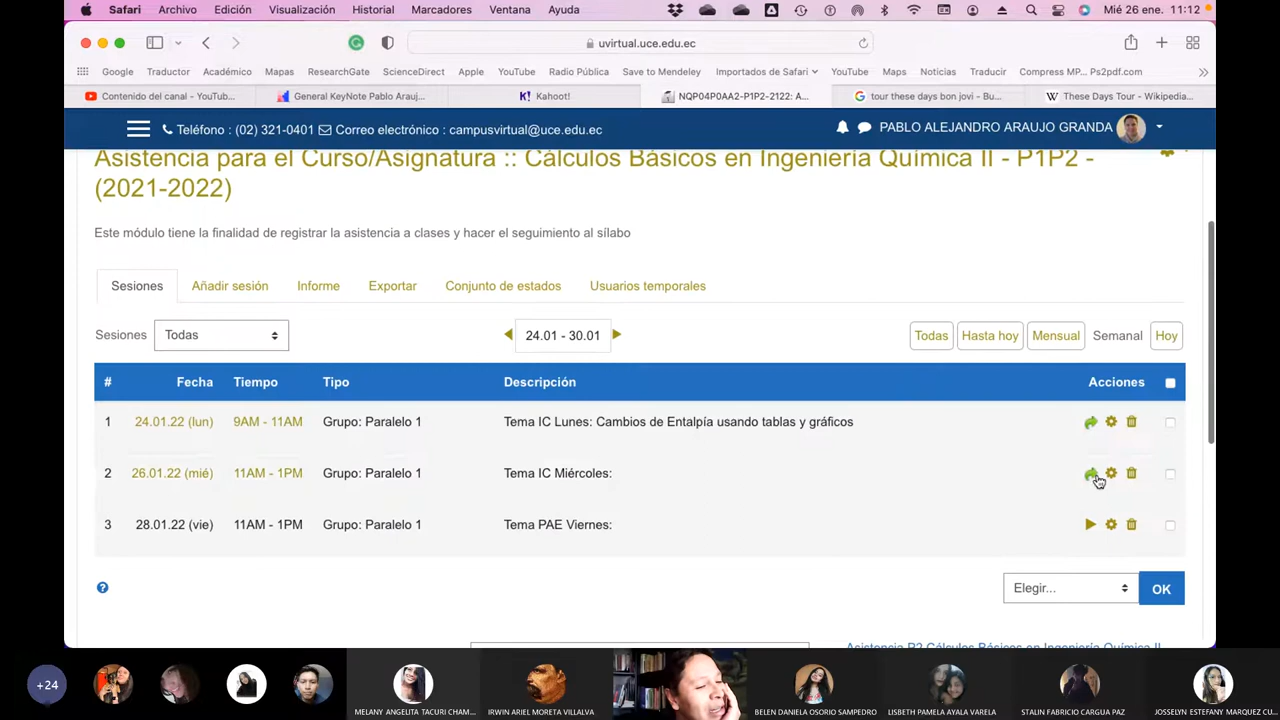 Safari Archivo Edición Visualización Historial Marcadores Ventana Ayuda Mié 26 ene. 11:12
uvirtual.uce.edu.ec
Google Traductor Académico Mapas ResearchGate ScienceDirect Apple YouTube Radio Pública Save to Mendeley Importados de Safari YouTube Maps Noticias Traducir Compress MP... Ps2pdf.com
Contenido del canal - YouTub... General KeyNote Pablo Arauj... Kahoot! NQP04P0AA2-P1P2-2122: A... tour these days bon jovi - Bu... These Days Tour - Wikipedia...
Teléfono : (02) 321-0401 Correo electrónico : campusvirtual@uce.edu.ec PABLO ALEJANDRO ARAUJO GRANDA
Asistencia para el Curso/Asignatura :: Cálculos Básicos en Ingeniería Química II - P1P2 -
(2021-2022)
Este módulo tiene la finalidad de registrar la asistencia a clases y hacer el seguimiento al sílabo
Sesiones Añadir sesión Informe Exportar Conjunto de estados Usuarios temporales
Sesiones Todas 24.01 - 30.01 Todas Hasta hoy Mensual Semanal Hoy
# Fecha Tiempo Tipo Descripción Acciones
1 24.01.22 (lun) 9AM - 11AM Grupo: Paralelo 1 Tema IC Lunes: Cambios de Entalpía usando tablas y gráficos
2 26.01.22 (mié) 11AM - 1PM Grupo: Paralelo 1 Tema IC Miércoles:
3 28.01.22 (vie) 11AM - 1PM Grupo: Paralelo 1 Tema PAE Viernes:
Elegir... OK
Asistencia P2 Cálculos Básicos en Ingeniería Química II
+24 MELANY ANGELITA TACURI CHAM... IRWIN ARIEL MORETA VILLALVA BELEN DANIELA OSORIO SAMPEDRO LISBETH PAMELA AYALA VARELA STALIN FABRICIO CARGUA PAZ JOSSELYN ESTEFANY MARQUEZ CU...